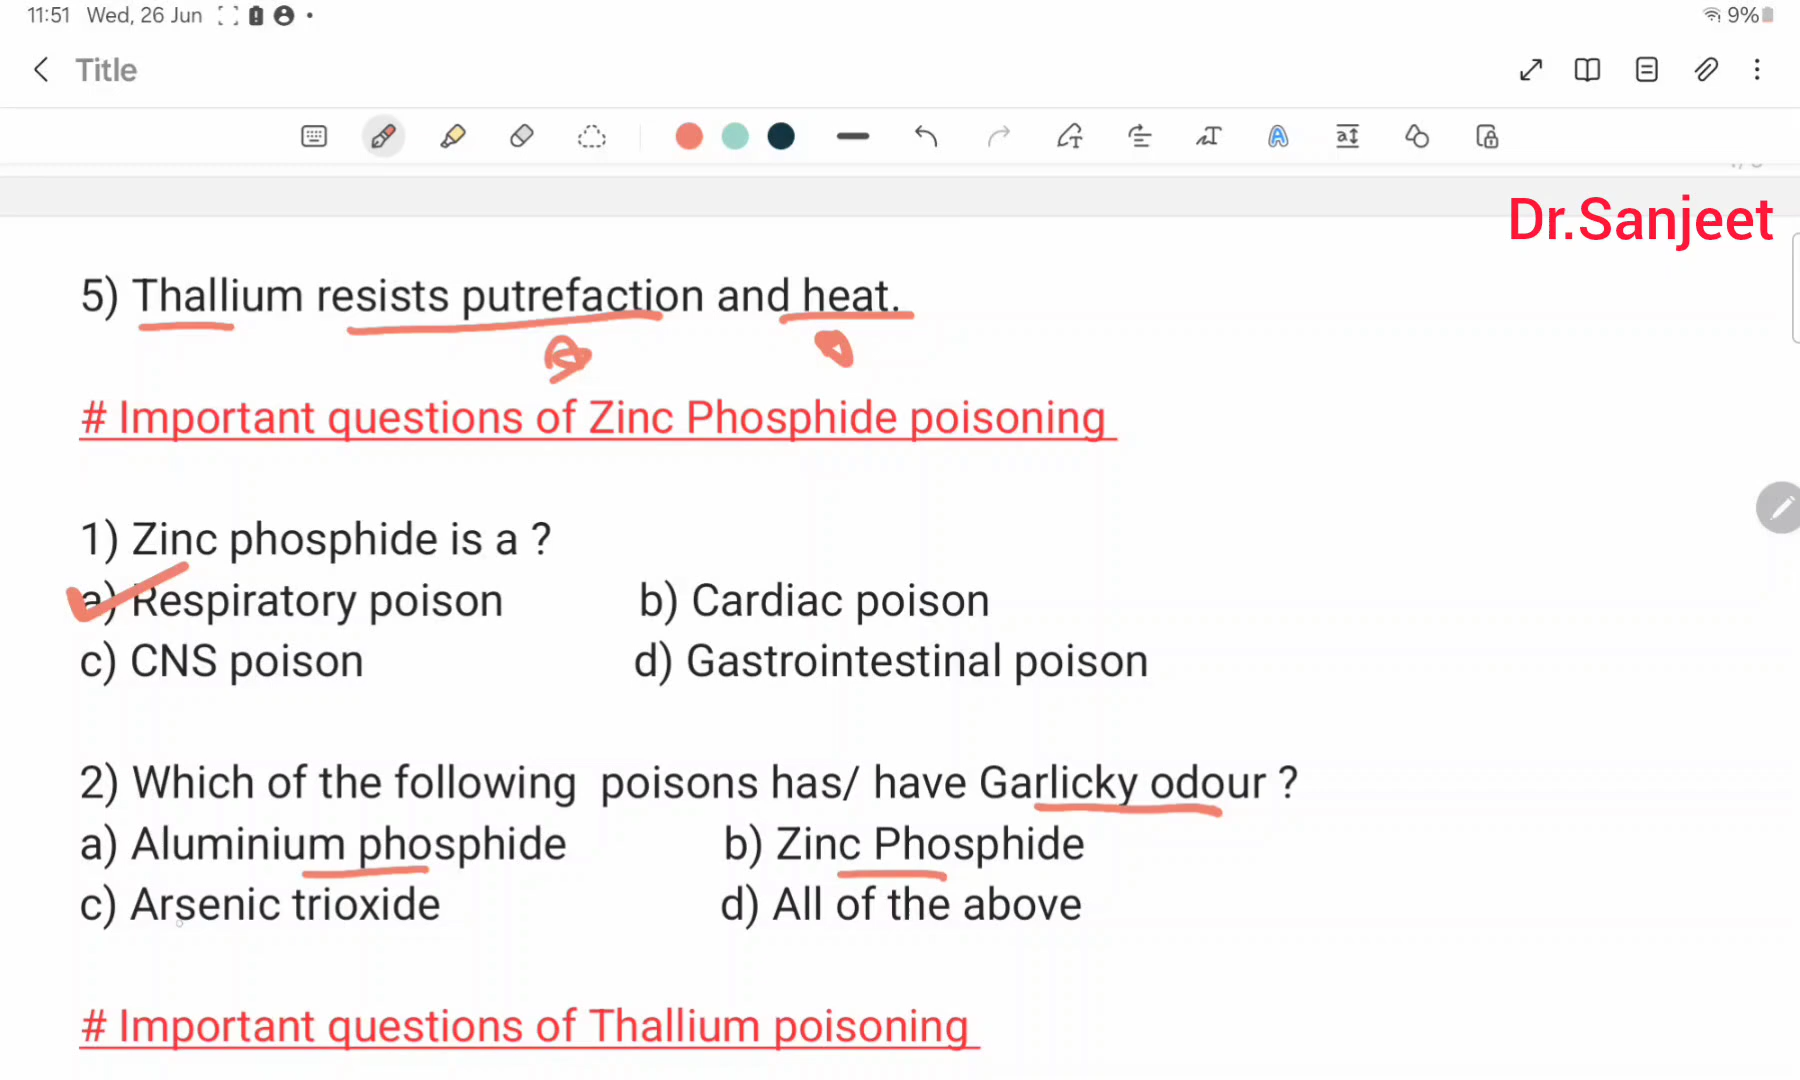 11:51 Wed, 26 Jun 9%
Title
Dr.Sanjeet
5) Thallium resists putrefaction and heat.
# Important questions of Zinc Phosphide poisoning
1) Zinc phosphide is a ?
a) Respiratory poison b) Cardiac poison
c) CNS poison d) Gastrointestinal poison
2) Which of the following poisons has/ have Garlicky odour ?
a) Aluminium phosphide b) Zinc Phosphide
c) Arsenic trioxide d) All of the above
# Important questions of Thallium poisoning